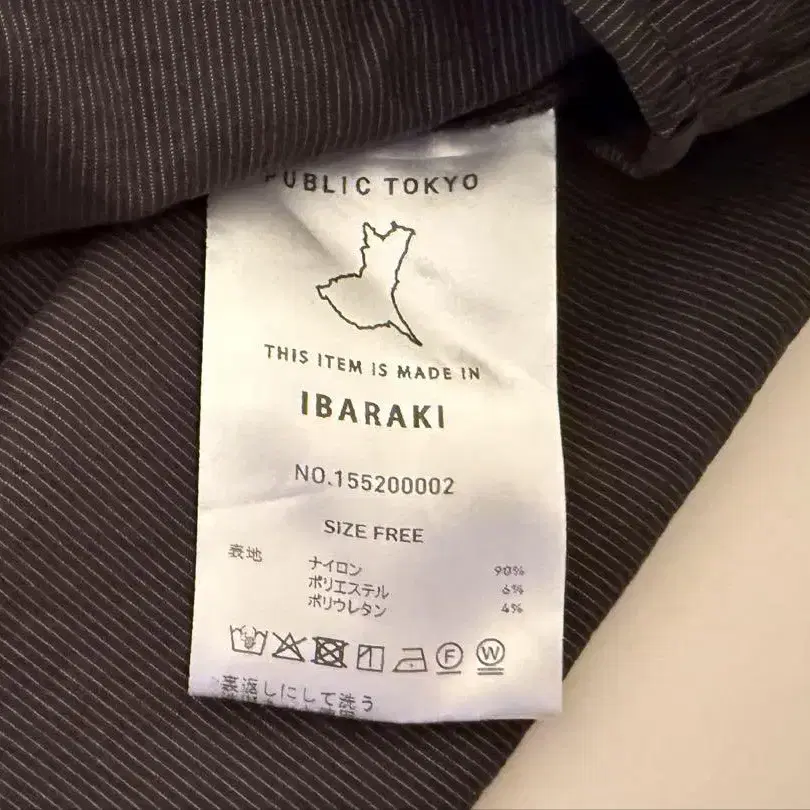 PUBLIC TOKYO
THIS ITEM IS MADE IN
IBARAKI
NO.155200002
SIZE FREE
表地 ナイロン 90%
ポリエステル 6%
ポリウレタン 4%
F W
裏返しにして洗う